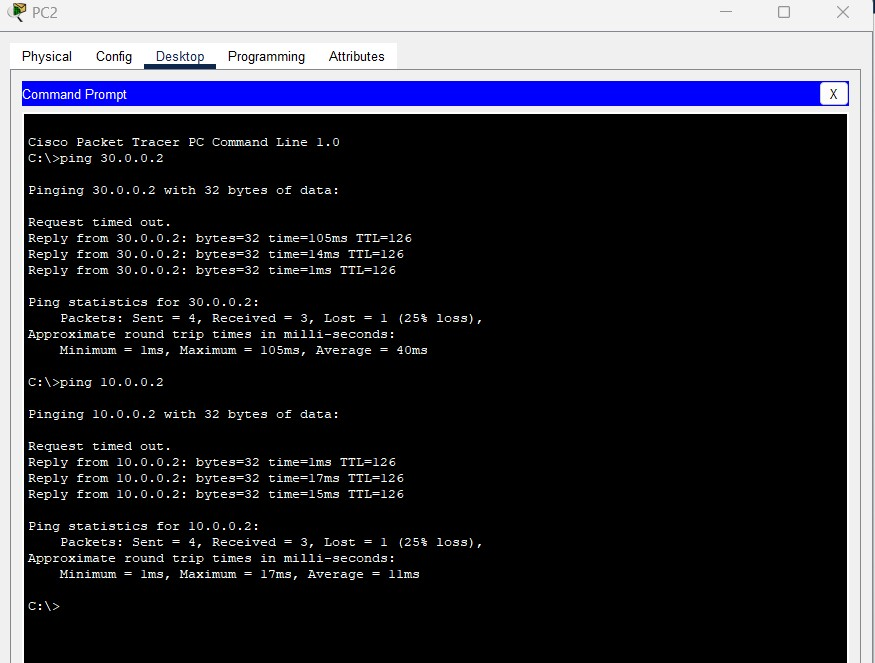 PC2
Physical Config Desktop Programming Attributes
Command Prompt
X
Cisco Packet Tracer PC Command Line 1.0
C:\>ping 30.0.0.2
Pinging 30.0.0.2 with 32 bytes of data:
Request timed out.
Reply from 30.0.0.2: bytes=32 time=105ms TTL=126
Reply from 30.0.0.2: bytes=32 time=14ms TTL=126
Reply from 30.0.0.2: bytes=32 time=1ms TTL=126
Ping statistics for 30.0.0.2:
Packets: Sent = 4, Received = 3, Lost = 1 (25% loss),
Approximate round trip times in milli-seconds:
Minimum = 1ms, Maximum = 105ms, Average = 40ms
C:\>ping 10.0.0.2
Pinging 10.0.0.2 with 32 bytes of data:
Request timed out.
Reply from 10.0.0.2: bytes=32 time=1ms TTL=126
Reply from 10.0.0.2: bytes=32 time=17ms TTL=126
Reply from 10.0.0.2: bytes=32 time=15ms TTL=126
Ping statistics for 10.0.0.2:
Packets: Sent = 4, Received = 3, Lost = 1 (25% loss),
Approximate round trip times in milli-seconds:
Minimum = 1ms, Maximum = 17ms, Average = 11ms
C:\>